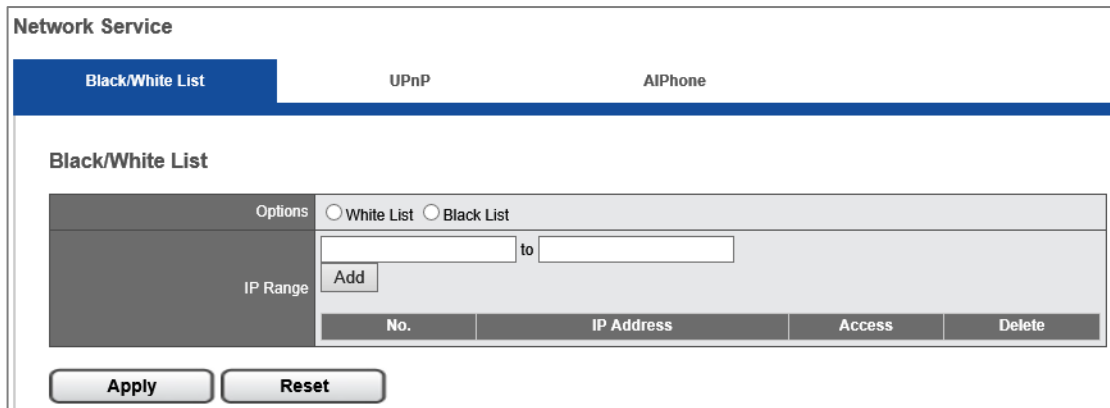 Network Service
Black/White List UPnP AIPhone
Black/White List
Options White List Black List
to
IP Range Add
No. IP Address Access Delete
Apply Reset